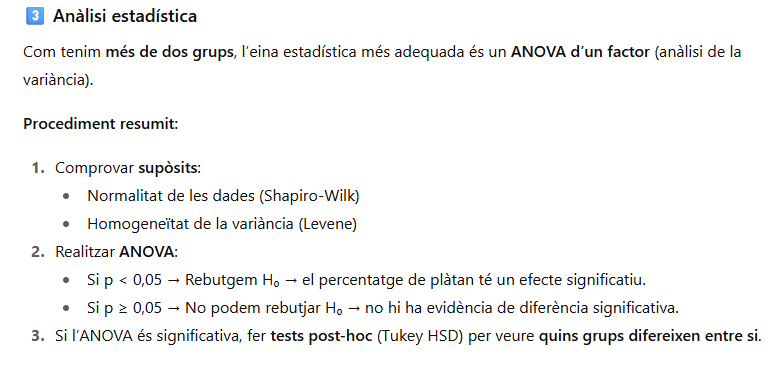 3 Anàlisi estadística
Com tenim més de dos grups, l’eina estadística més adequada és un ANOVA d’un factor (anàlisi de la
variància).
Procediment resumit:
1. Comprovar supòsits:
• Normalitat de les dades (Shapiro-Wilk)
• Homogeneïtat de la variància (Levene)
2. Realitzar ANOVA:
• Si p < 0,05 → Rebutgem H₀ → el percentatge de plàtan té un efecte significatiu.
• Si p ≥ 0,05 → No podem rebutjar H₀ → no hi ha evidència de diferència significativa.
3. Si l’ANOVA és significativa, fer tests post-hoc (Tukey HSD) per veure quins grups difereixen entre si.